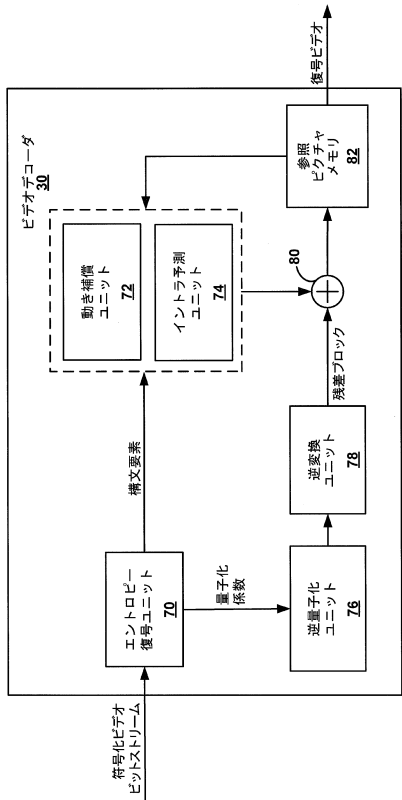 ビデオデコーダ
30
符号化ビデオ
ビットストリーム
エントロピー
復号ユニット
70
構文要素
量子化
係数
動き補償
ユニット
72
イントラ予測
ユニット
74
逆量子化
ユニット
76
逆変換
ユニット
78
残差ブロック
80
参照
ピクチャ
メモリ
82
復号ビデオ